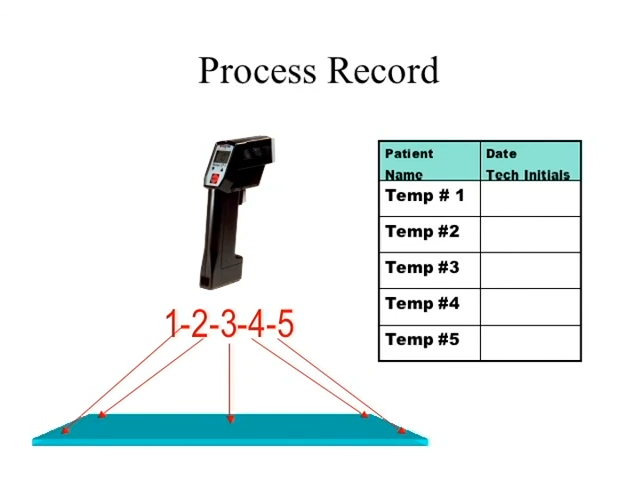 Process Record
Patient
Name
Date
Tech Initials
Temp # 1
Temp #2
Temp #3
Temp #4
Temp #5
1-2-3-4-5